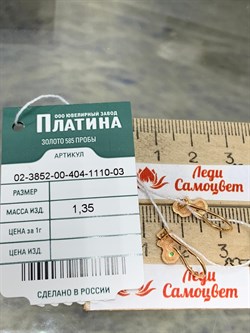 ООО ЮВЕЛИРНЫЙ ЗАВОД
ПЛАТИНА
ЗОЛОТО 585 ПРОБЫ
АРТИКУЛ
02-3852-00-404-1110-03
РАЗМЕР
МАССА ИЗД. 1,35
ЦЕНА за 1г
ЦЕНА ИЗД.
СДЕЛАНО В РОССИИ
Леди
Самоцвет
Леди
Самоцвет